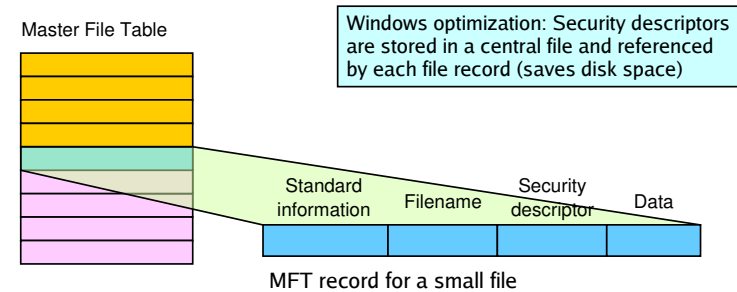 Master File Table
Windows optimization: Security descriptors
are stored in a central file and referenced
by each file record (saves disk space)
Standard
information
Filename
Security
descriptor
Data
MFT record for a small file